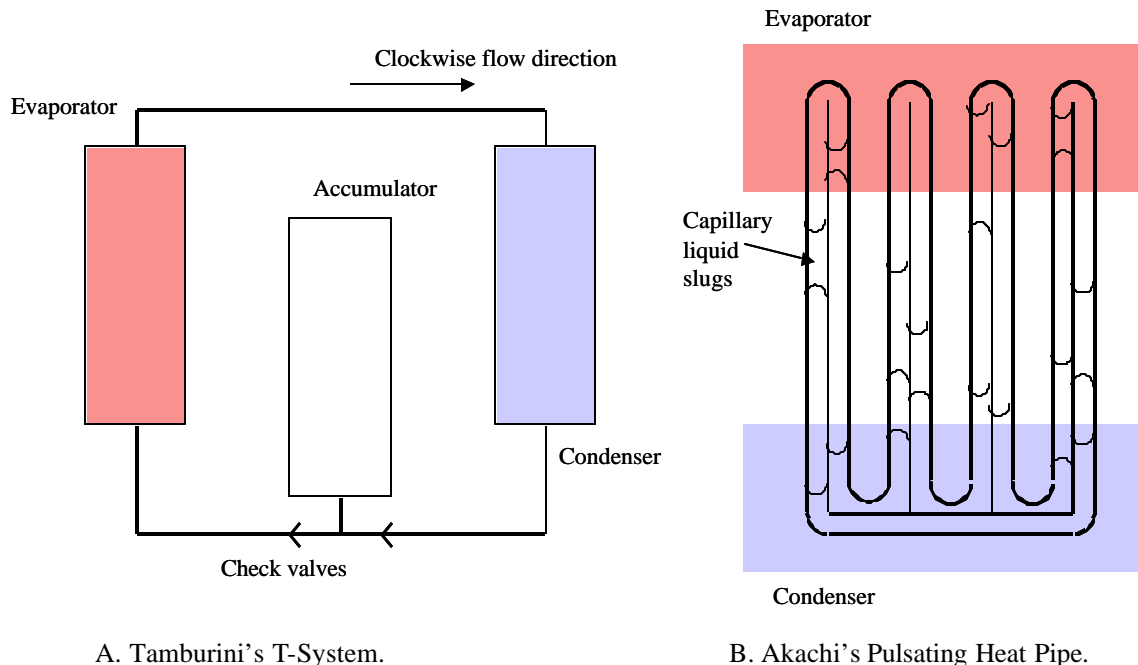 Clockwise flow direction
Evaporator
Accumulator
Condenser
Check valves
A. Tamburini's T-System.
Evaporator
Capillary
liquid
slugs
Condenser
B. Akachi's Pulsating Heat Pipe.